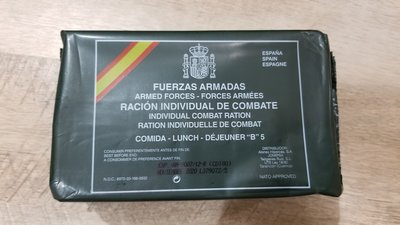 ESPAÑA
SPAIN
ESPAGNE
FUERZAS ARMADAS
ARMED FORCES - FORCES ARMÉES
RACIÓN INDIVIDUAL DE COMBATE
INDIVIDUAL COMBAT RATION
RATION INDIVIDUELLE DE COMBAT
COMIDA - LUNCH - DÉJEUNER "B" 5
CONSUMIR PREFERENTEMENTE ANTES DE FIN DE:
BEST BEFORE END:
A CONSOMMER DE PREFERENCE AVANT FIN:
2020
DISTRIBUIDOR:
NATO APPROVED